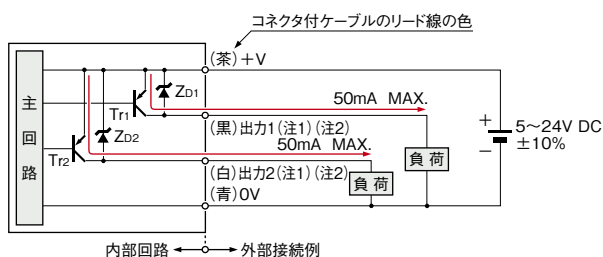 コネクタ付ケーブルのリード線の色
(茶)+V
ZD1
Tr1
50mA MAX.
主回路
(黒)出力1(注1)(注2)
ZD2
50mA MAX.
Tr2
+
5〜24V DC
±10%
−
負荷
(白)出力2(注1)(注2)
負荷
(青)0V
内部回路
外部接続例